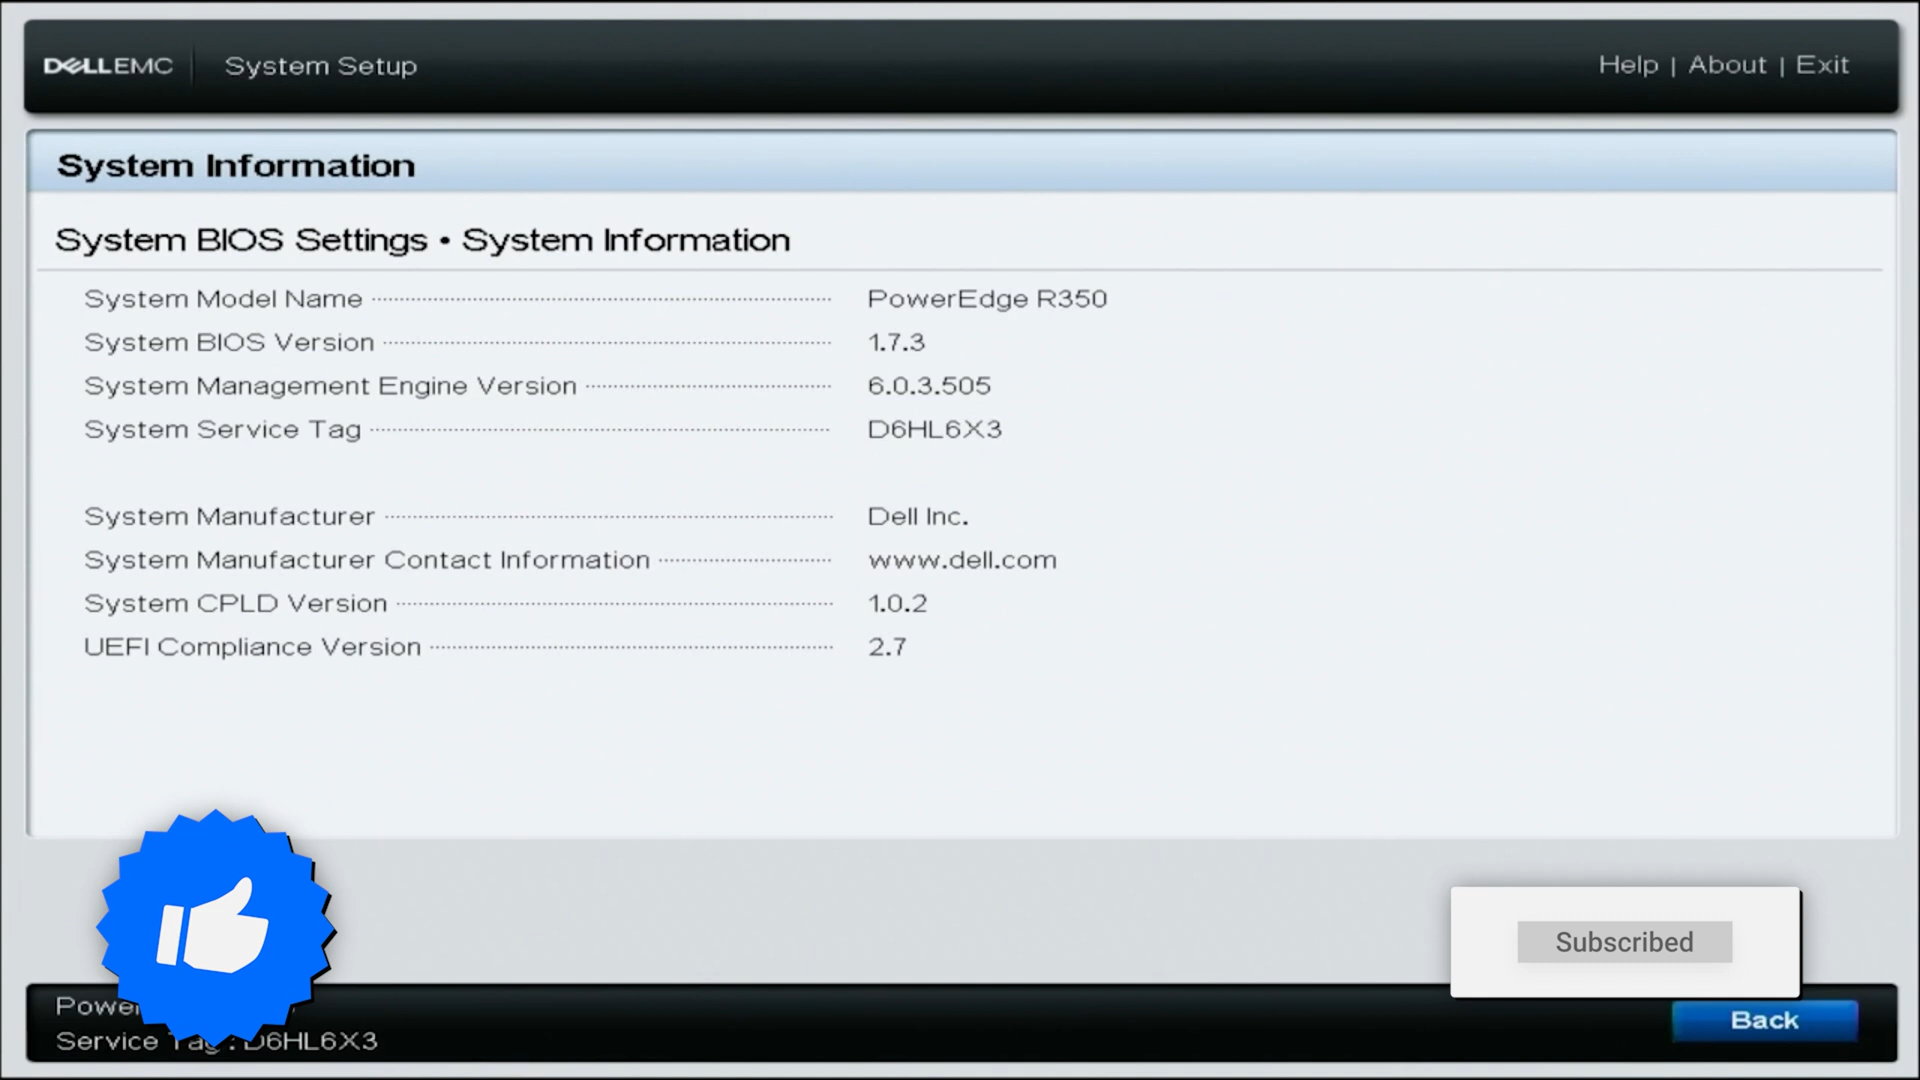 DELLEMC System Setup Help | About | Exit
System Information
System BIOS Settings • System Information
System Model Name PowerEdge R350
System BIOS Version 1.7.3
System Management Engine Version 6.0.3.505
System Service Tag D6HL6X3
System Manufacturer Dell Inc.
System Manufacturer Contact Information www.dell.com
System CPLD Version 1.0.2
UEFI Compliance Version 2.7
Subscribed
Service Tag : D6HL6X3
Back